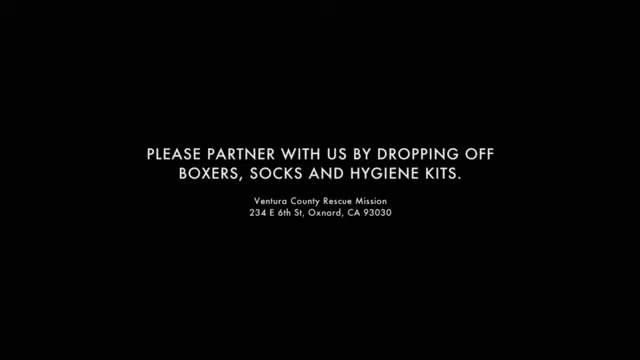 PLEASE PARTNER WITH US BY DROPPING OFF
BOXERS, SOCKS AND HYGIENE KITS.
Ventura County Rescue Mission
234 E 6th St, Oxnard, CA 93030